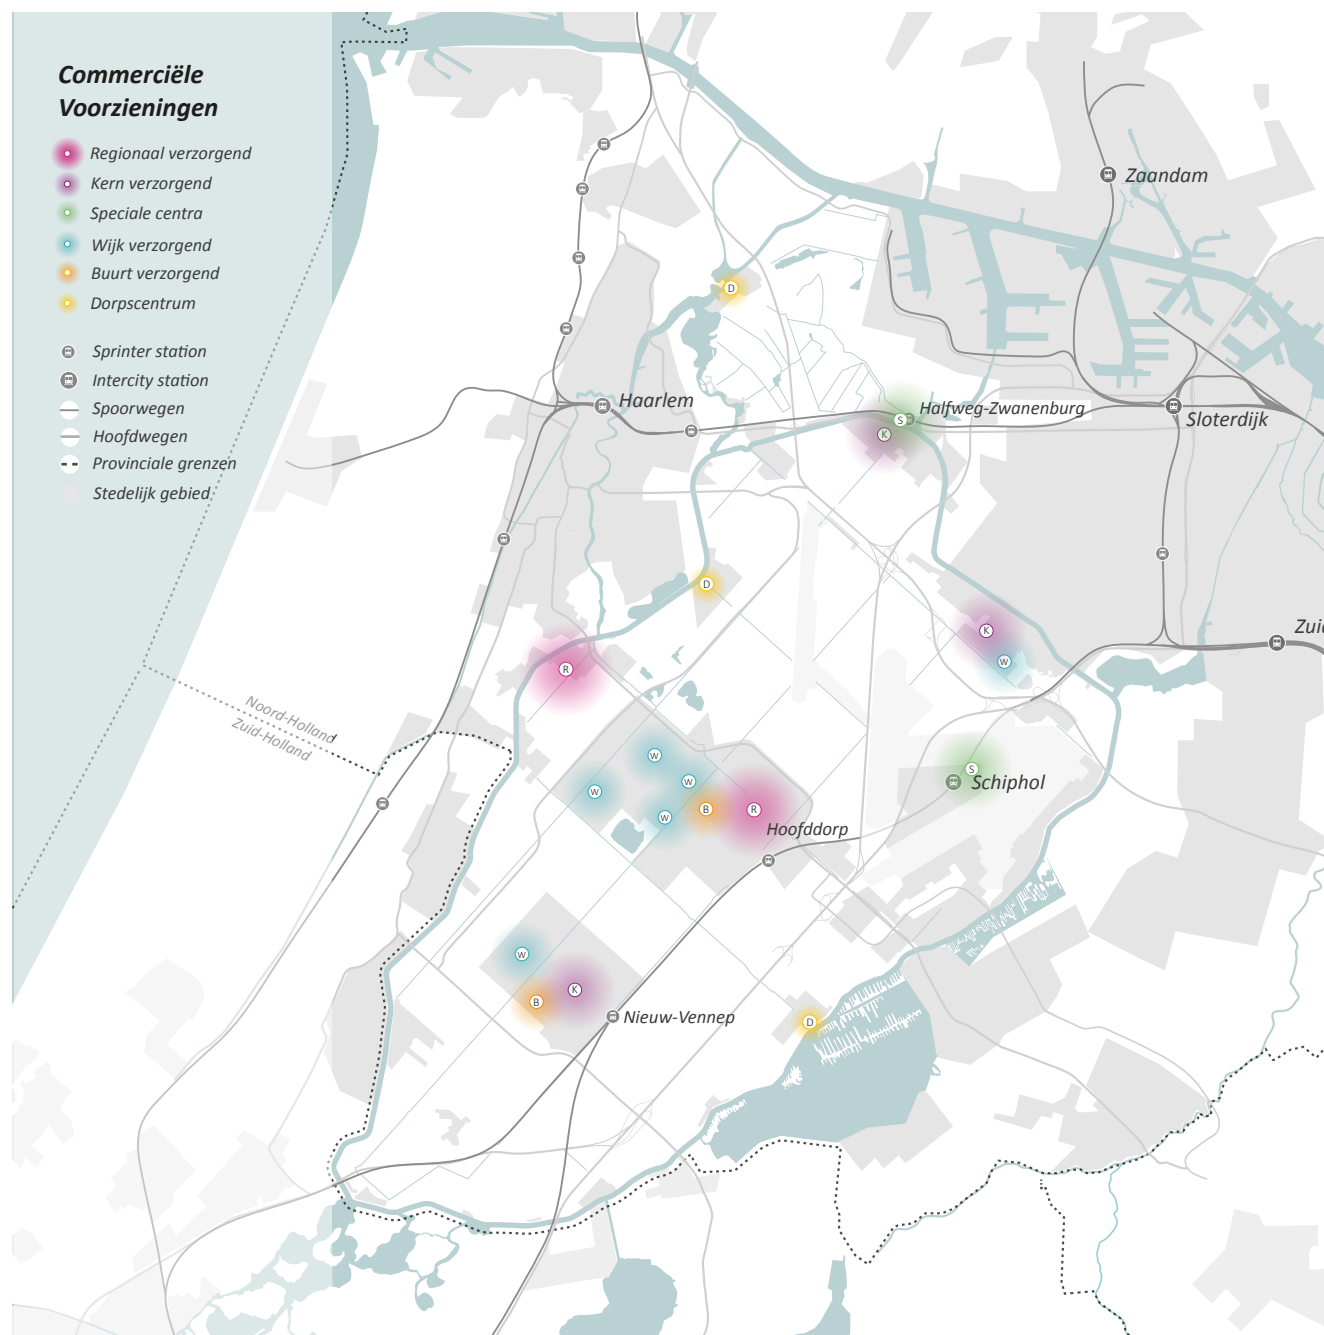 Commerciële
Voorzieningen
Regionaal verzorgend
Kern verzorgend
Speciale centra
Wijk verzorgend
Buurt verzorgend
Dorpscentrum
Sprinter station
Intercity station
Spoorwegen
Hoofdwegen
Provinciale grenzen
Stedelijk gebied
Zaandam
D
Haarlem
S
Halfweg-Zwanenburg
K
Sloterdijk
D
K
Zuid
W
R
Noord-Holland
Zuid-Holland
W
S
W
W
Schiphol
W
B
R
Hoofddorp
W
K
B
Nieuw-Vennep
D